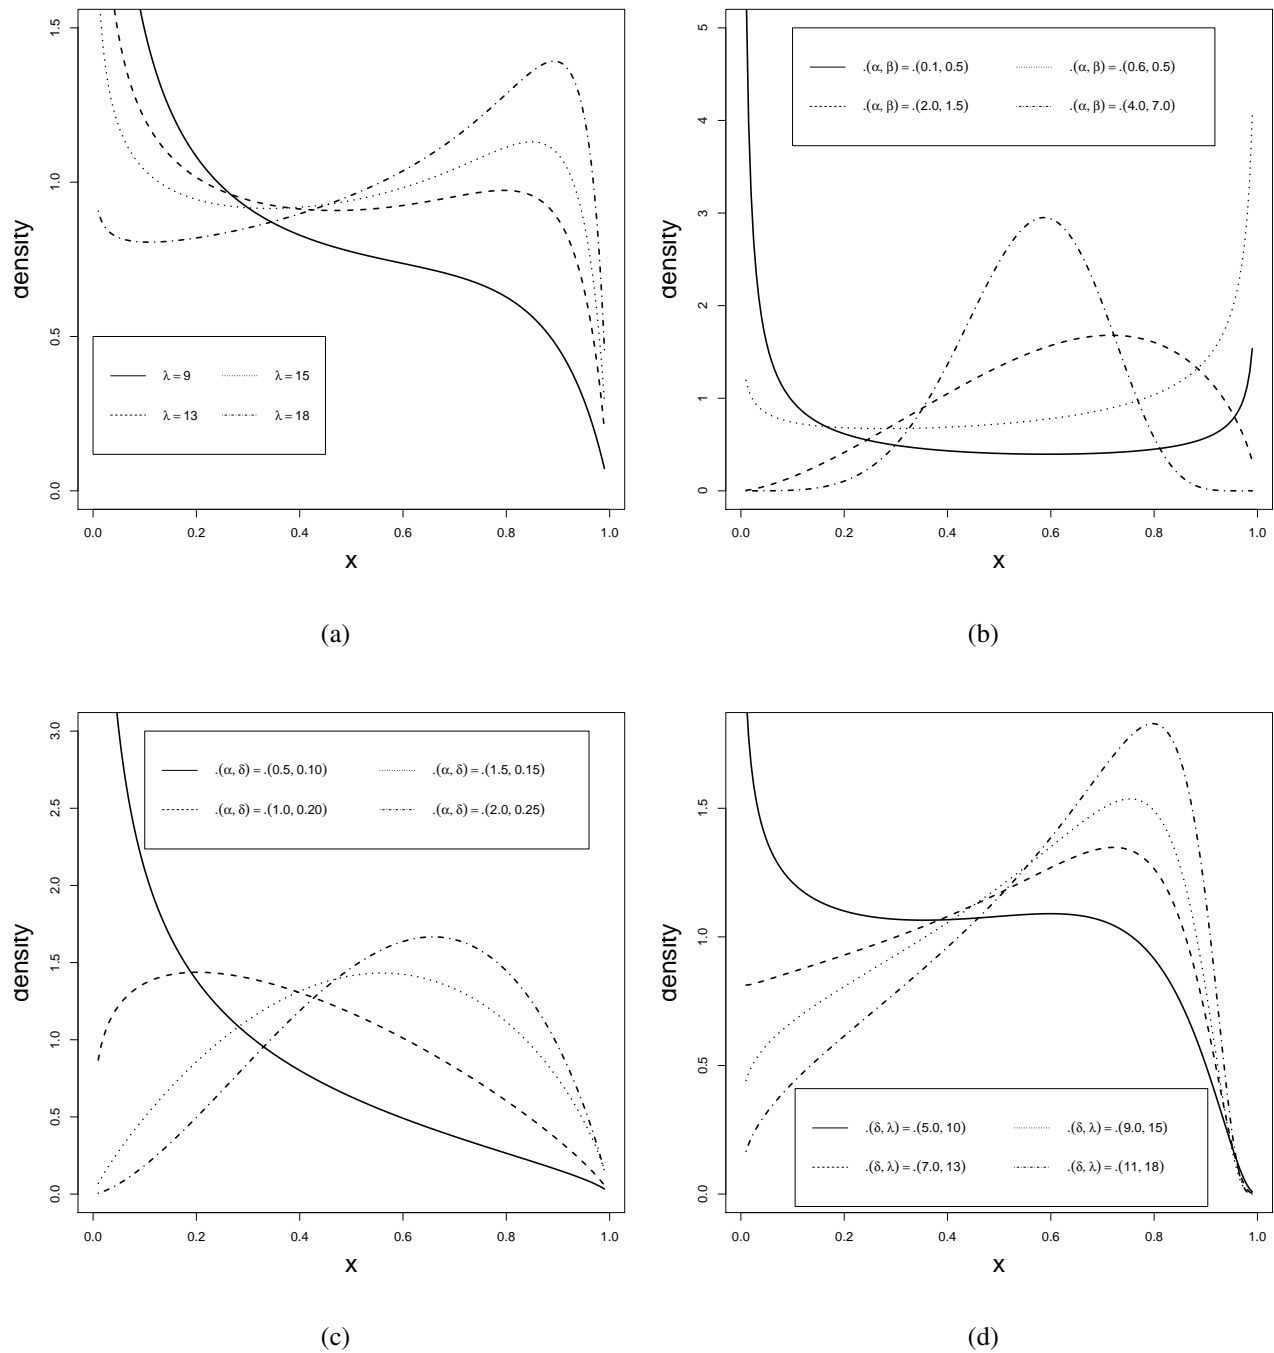 1.5
1.0
0.5
0.0
density
λ = 9
λ = 15
λ = 13
λ = 18
0.0 0.2 0.4 0.6 0.8 1.0
x
(a)
5
4
3
2
1
0
density
.(α, β) = .(0.1, 0.5)
.(α, β) = .(0.6, 0.5)
.(α, β) = .(2.0, 1.5)
.(α, β) = .(4.0, 7.0)
0.0 0.2 0.4 0.6 0.8 1.0
x
(b)
3.0
2.5
2.0
1.5
1.0
0.5
0.0
density
.(α, δ) = .(0.5, 0.10)
.(α, δ) = .(1.5, 0.15)
.(α, δ) = .(1.0, 0.20)
.(α, δ) = .(2.0, 0.25)
0.0 0.2 0.4 0.6 0.8 1.0
x
(c)
1.5
1.0
0.5
0.0
density
.(δ, λ) = .(5.0, 10)
.(δ, λ) = .(9.0, 15)
.(δ, λ) = .(7.0, 13)
.(δ, λ) = .(11, 18)
0.0 0.2 0.4 0.6 0.8 1.0
x
(d)